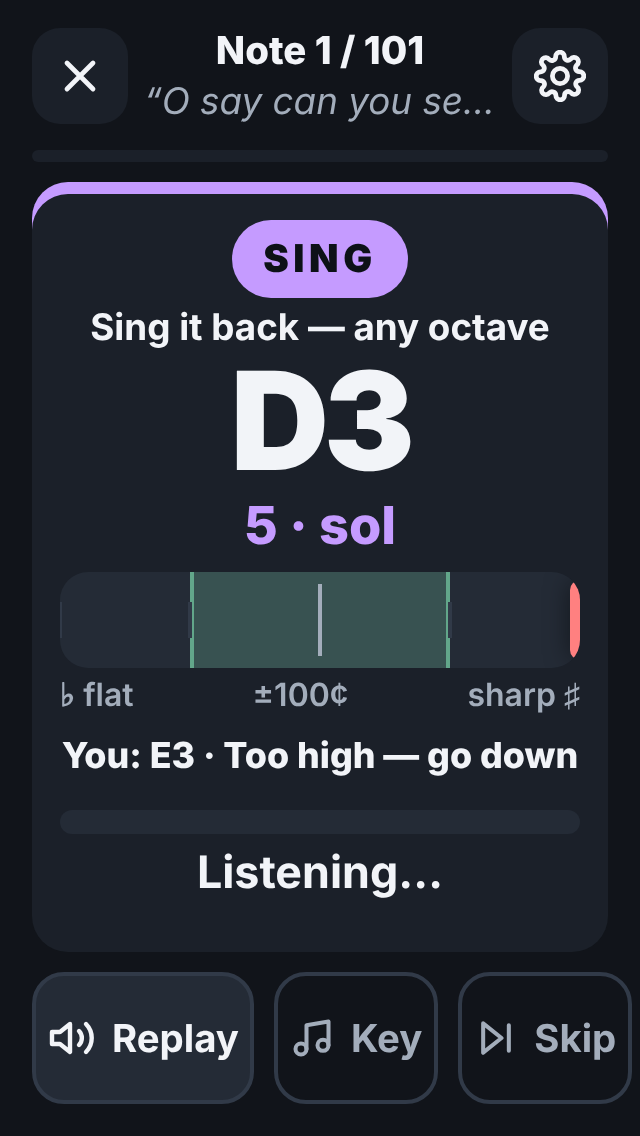 Note 1 / 101
“O say can you se...
SING
Sing it back — any octave
D3
5 · sol
♭ flat ±100¢ sharp ♯
You: E3 · Too high — go down
Listening...
Replay Key Skip